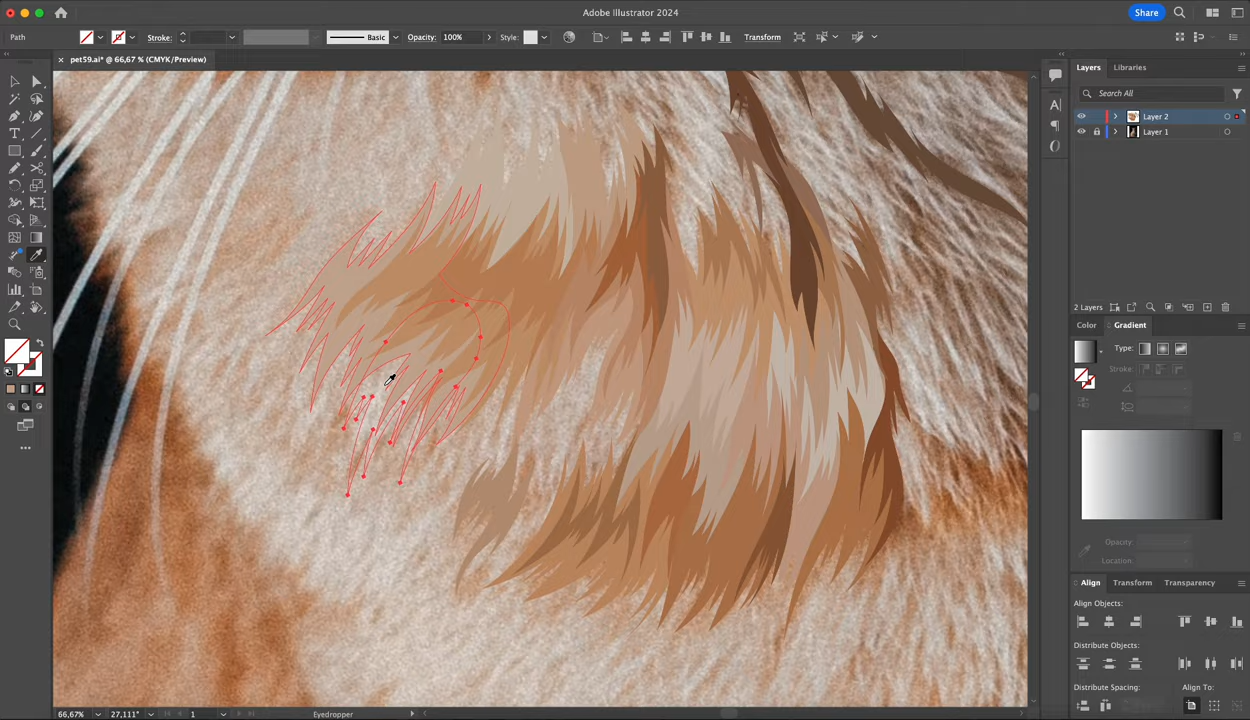 Adobe Illustrator 2024
Share
Path
Stroke:
Basic
Opacity:
100%
Style:
Transform
× pet59.ai* @ 66,67 % (CMYK/Preview)
Layers
Libraries
Search All
Layer 2
Layer 1
2 Layers
Color
Gradient
Type:
Stroke:
Opacity:
Location:
Align
Transform
Transparency
Align Objects:
Distribute Objects:
Distribute Spacing:
Align To:
66,67%
27,111°
1
Eyedropper